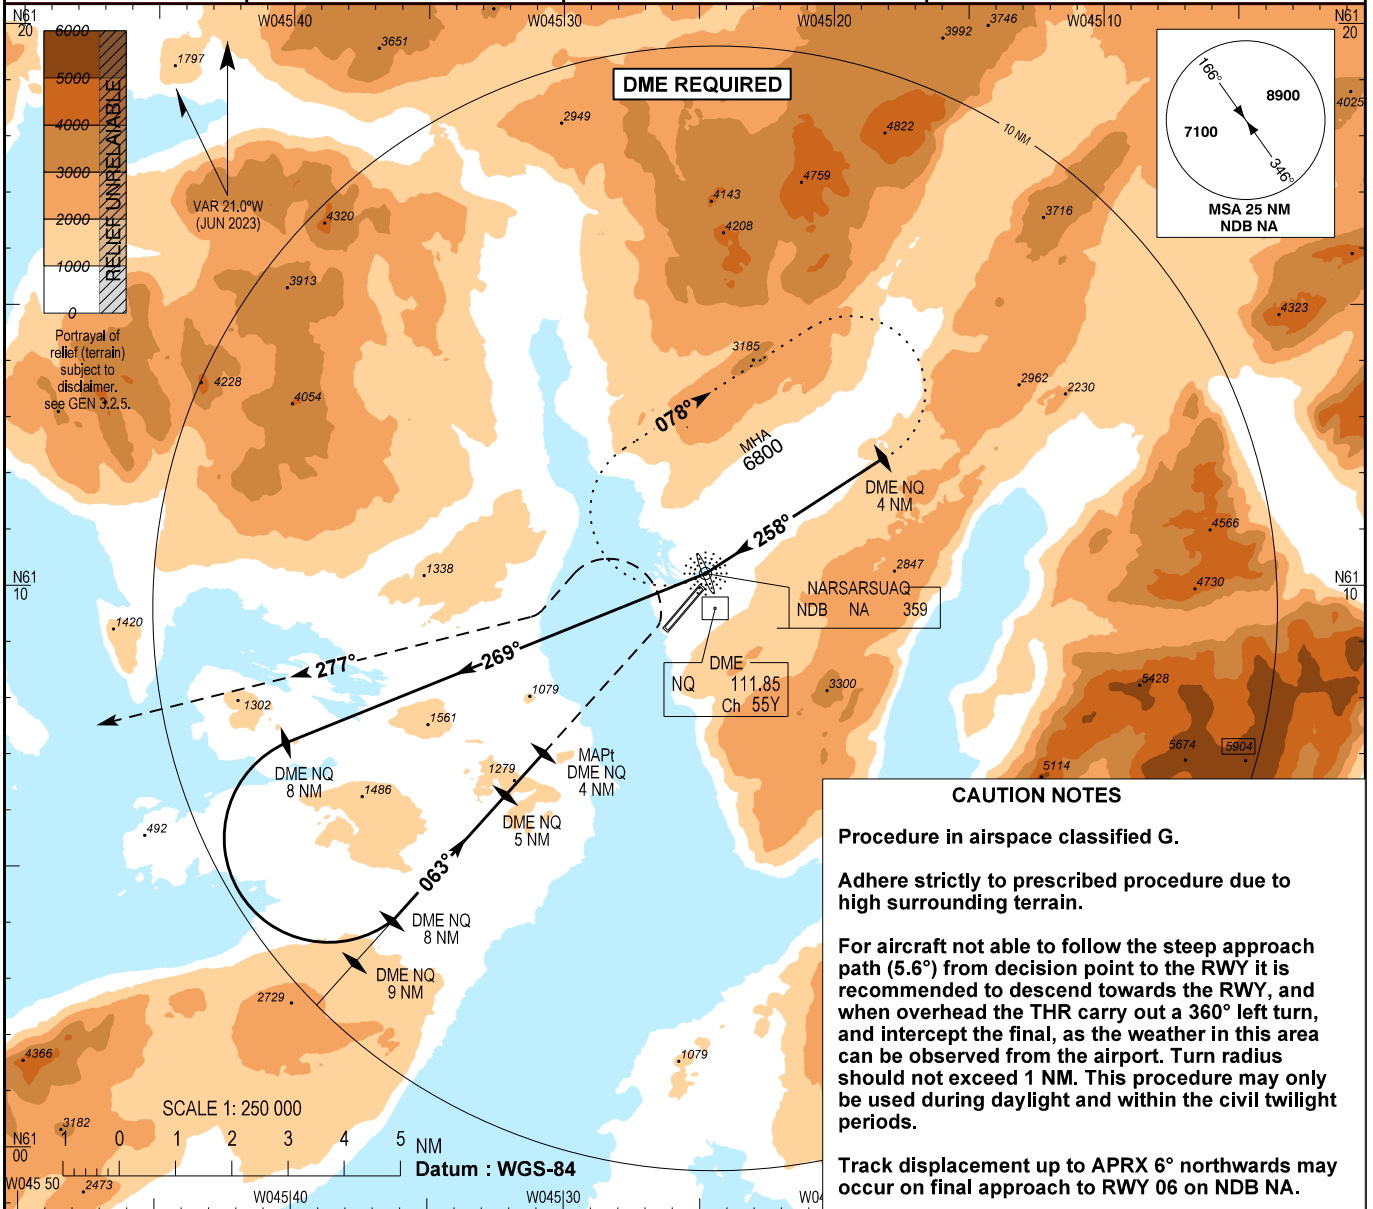 N61
20
W045|40
W045|30
W045|20
W045|10
N61
20
6000
5000
4000
3000
2000
1000
0
RELIEF UNRELAIABLE
Portrayal of
relief (terrain)
subject to
disclaimer.
see GEN 3.2.5.
1797
VAR 21.0°W
(JUN 2023)
3651
DME REQUIRED
3746
3992
10 NM
166°
8900
7100
346°
MSA 25 NM
NDB NA
4025
2949
4822
4759
4143
4208
4320
3716
3913
4323
3185
4228
4054
2962
2230
078°
MHA
6800
DME NQ
4 NM
258°
4566
2847
4730
1338
N61
10
N61
10
NARSARSUAQ
NDB NA 359
1420
277°
269°
DME
NQ 111.85
Ch 55Y
1079
3300
5428
1302
1561
5674
5904
5114
MAPt
DME NQ
4 NM
1279
DME NQ
8 NM
1486
DME NQ
5 NM
492
063°
DME NQ
8 NM
DME NQ
9 NM
2729
4366
1079
3182
2473
SCALE 1: 250 000
1 0 1 2 3 4 5 NM
Datum : WGS-84
N61
00
W045 50
W045|40
W045|30
W04
CAUTION NOTES
Procedure in airspace classified G.
Adhere strictly to prescribed procedure due to
high surrounding terrain.
For aircraft not able to follow the steep approach
path (5.6°) from decision point to the RWY it is
recommended to descend towards the RWY, and
when overhead the THR carry out a 360° left turn,
and intercept the final, as the weather in this area
can be observed from the airport. Turn radius
should not exceed 1 NM. This procedure may only
be used during daylight and within the civil twilight
periods.
Track displacement up to APRX 6° northwards may
occur on final approach to RWY 06 on NDB NA.